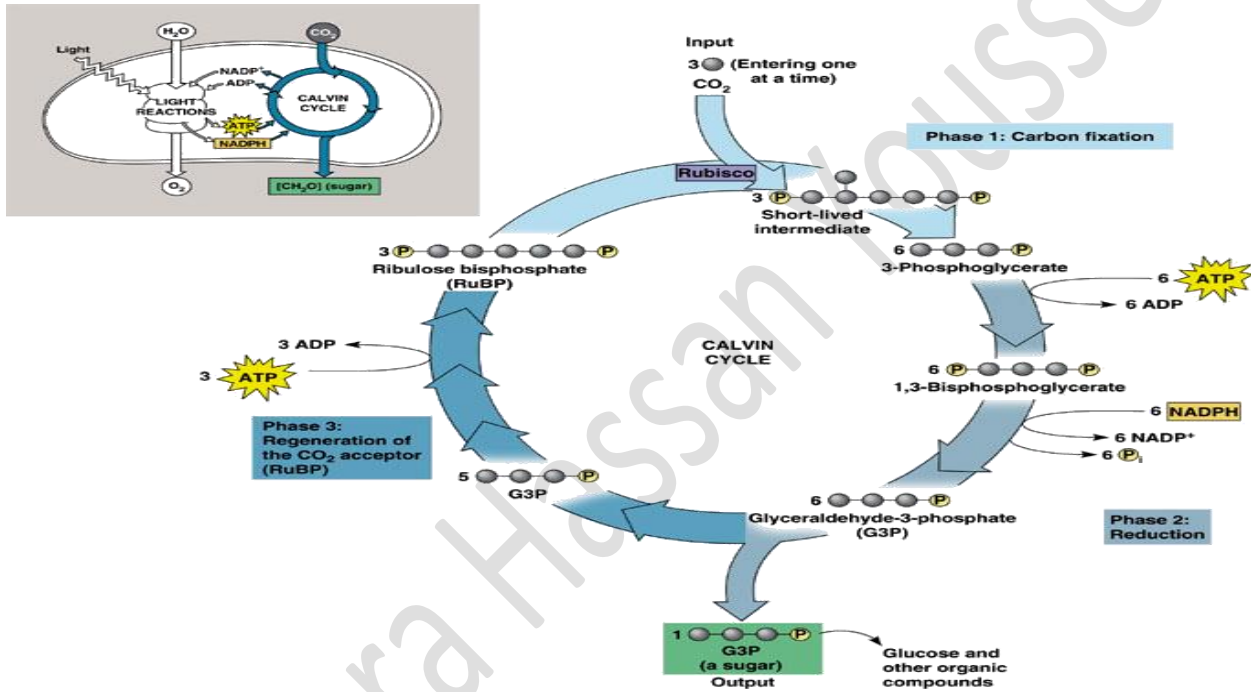 H₂O
CO₂
Light
NADP⁺
ADP
LIGHT
REACTIONS
CALVIN
CYCLE
ATP
NADPH
O₂
[CH₂O] (sugar)
Input
3 (Entering one
at a time)
CO₂
Phase 1: Carbon fixation
Rubisco
3 P P
Short-lived
intermediate
3 P P
Ribulose bisphosphate
(RuBP)
6 P
3-Phosphoglycerate
6 ATP
6 ADP
3 ADP
3 ATP
CALVIN
CYCLE
6 P P
1,3-Bisphosphoglycerate
6 NADPH
6 NADP⁺
6 Pᵢ
Phase 3:
Regeneration of
the CO₂ acceptor
(RuBP)
5 P
G3P
6 P
Glyceraldehyde-3-phosphate
(G3P)
Phase 2:
Reduction
1 P
G3P
(a sugar)
Output
Glucose and
other organic
compounds
Hassan